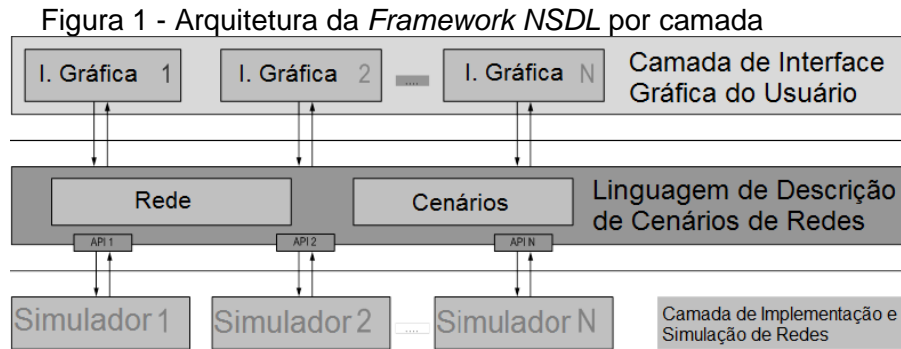 Figura 1 - Arquitetura da Framework NSDL por camada
I. Gráfica 1
I. Gráfica 2
....
I. Gráfica N
Camada de Interface
Gráfica do Usuário
Rede
Cenários
Linguagem de Descrição
de Cenários de Redes
API 1
API 2
API N
Simulador 1
Simulador 2
....
Simulador N
Camada de Implementação e
Simulação de Redes